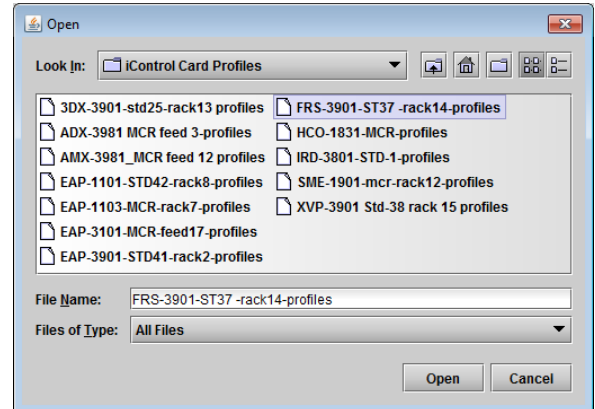 Open
Look In: iControl Card Profiles
3DX-3901-std25-rack13 profiles
ADX-3981 MCR feed 3-profiles
AMX-3981_MCR feed 12 profiles
EAP-1101-STD42-rack8-profiles
EAP-1103-MCR-rack7-profiles
EAP-3101-MCR-feed17-profiles
EAP-3901-STD41-rack2-profiles
FRS-3901-ST37 -rack14-profiles
HCO-1831-MCR-profiles
IRD-3801-STD-1-profiles
SME-1901-mcr-rack12-profiles
XVP-3901 Std-38 rack 15 profiles
File Name: FRS-3901-ST37 -rack14-profiles
Files of Type: All Files
Open Cancel